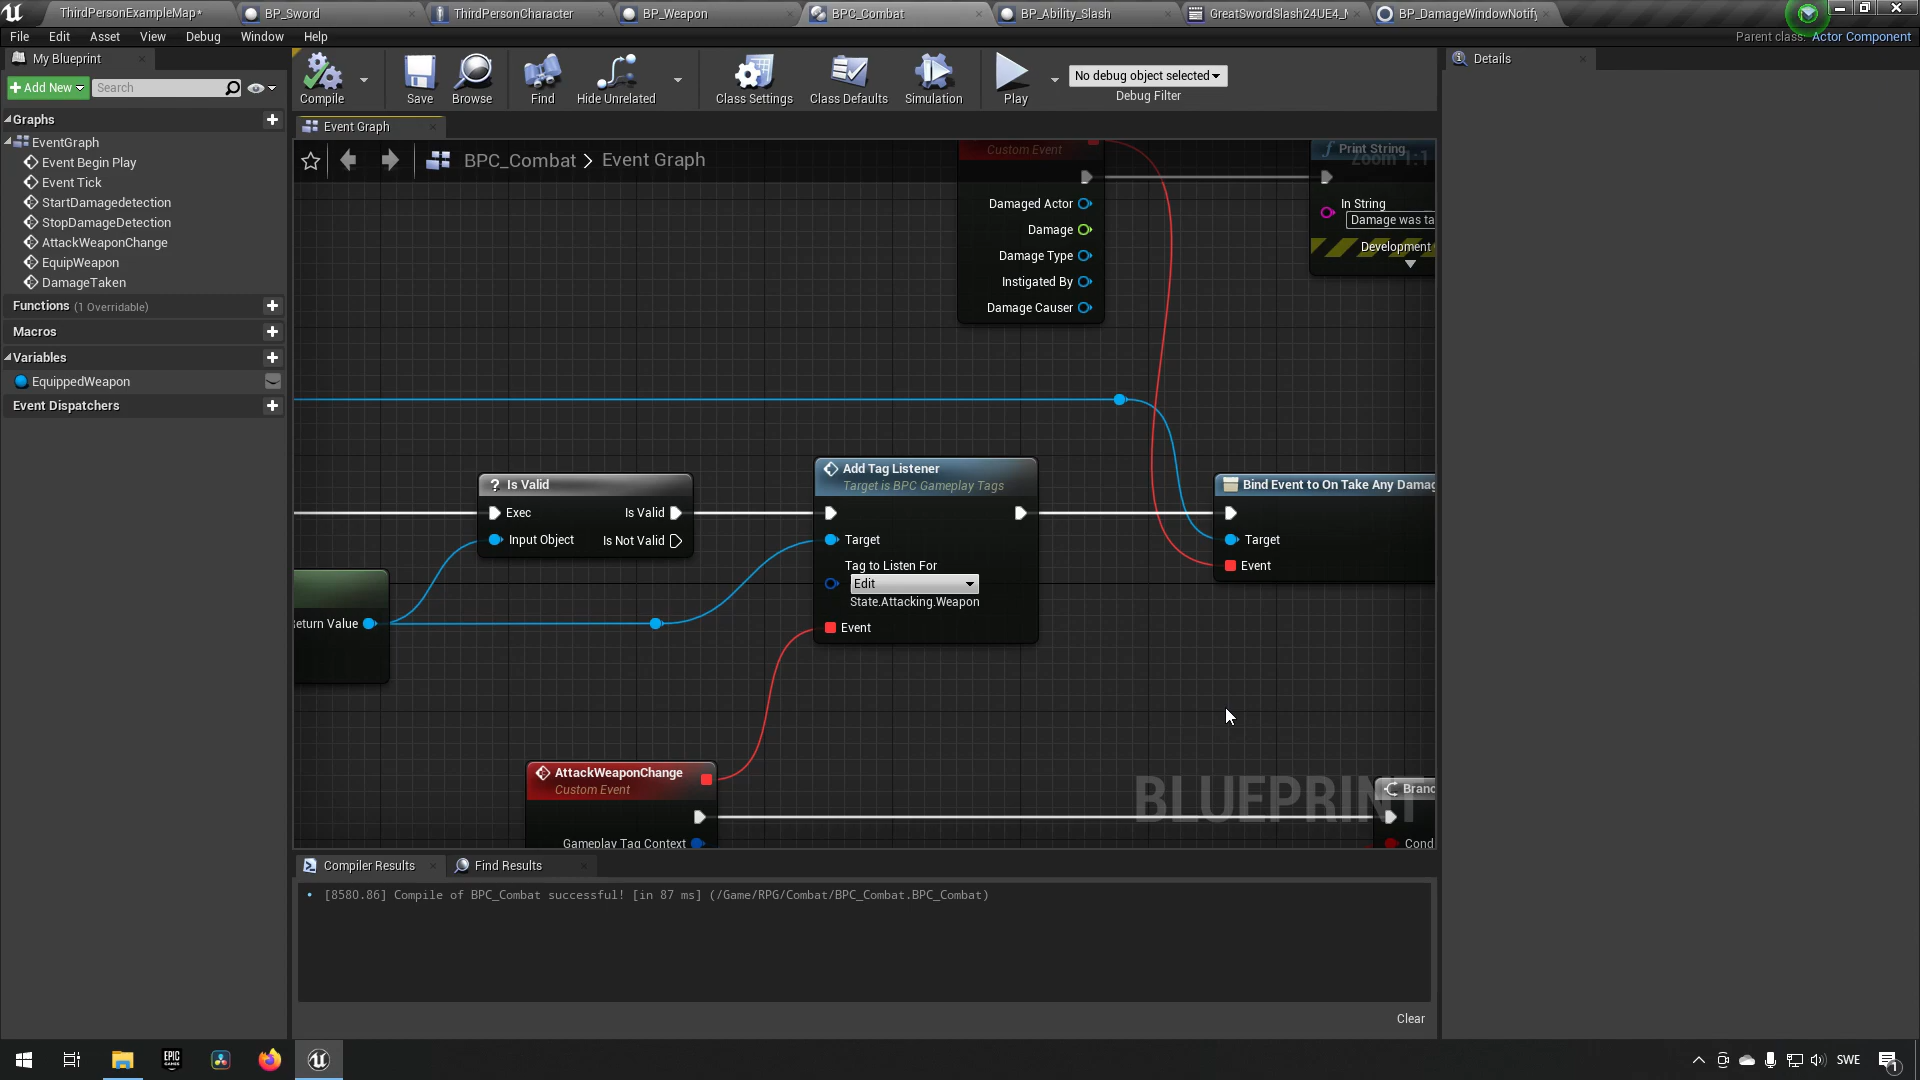 ThirdPersonExampleMap*
BP_Sword
ThirdPersonCharacter
BP_Weapon
BPC_Combat
BP_Ability_Slash
GreatSwordSlash24UE4_
BP_DamageWindowNotify
File
Edit
Asset
View
Debug
Window
Help
Parent class: Actor Component
My Blueprint
Add New
Search
Compile
Save
Browse
Find
Hide Unrelated
Class Settings
Class Defaults
Simulation
Play
No debug object selected
Debug Filter
Details
Graphs
EventGraph
Event Begin Play
Event Tick
StartDamagedetection
StopDamageDetection
AttackWeaponChange
EquipWeapon
DamageTaken
Functions (1 Overridable)
Macros
Variables
EquippedWeapon
Event Dispatchers
Event Graph
BPC_Combat > Event Graph
Zoom 1:1
Custom Event
Damaged Actor
Damage
Damage Type
Instigated By
Damage Causer
Print String
In String
Damage was ta
Development
Is Valid
Exec
Is Valid
Input Object
Is Not Valid
eturn Value
Add Tag Listener
Target is BPC Gameplay Tags
Target
Tag to Listen For
Edit
State.Attacking.Weapon
Event
Bind Event to On Take Any Damag
Target
Event
AttackWeaponChange
Custom Event
Gameplay Tag Context
Branc
Cond
BLUEPRINT
Compiler Results
Find Results
[8580.86] Compile of BPC_Combat successful! [in 87 ms] (/Game/RPG/Combat/BPC_Combat.BPC_Combat)
Clear
EPIC GAMES
SWE
1